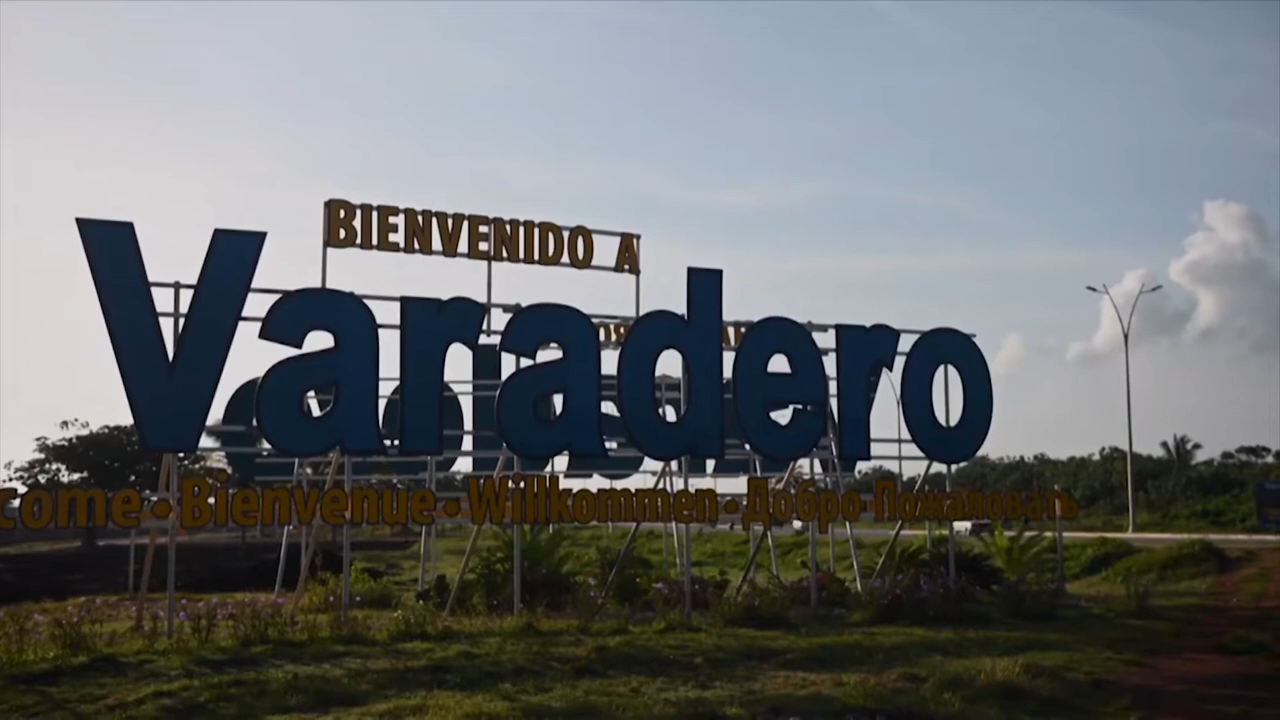 BIENVENIDO A
Varadero
come · Bienvenue · Willkommen · Добро Пожаловать